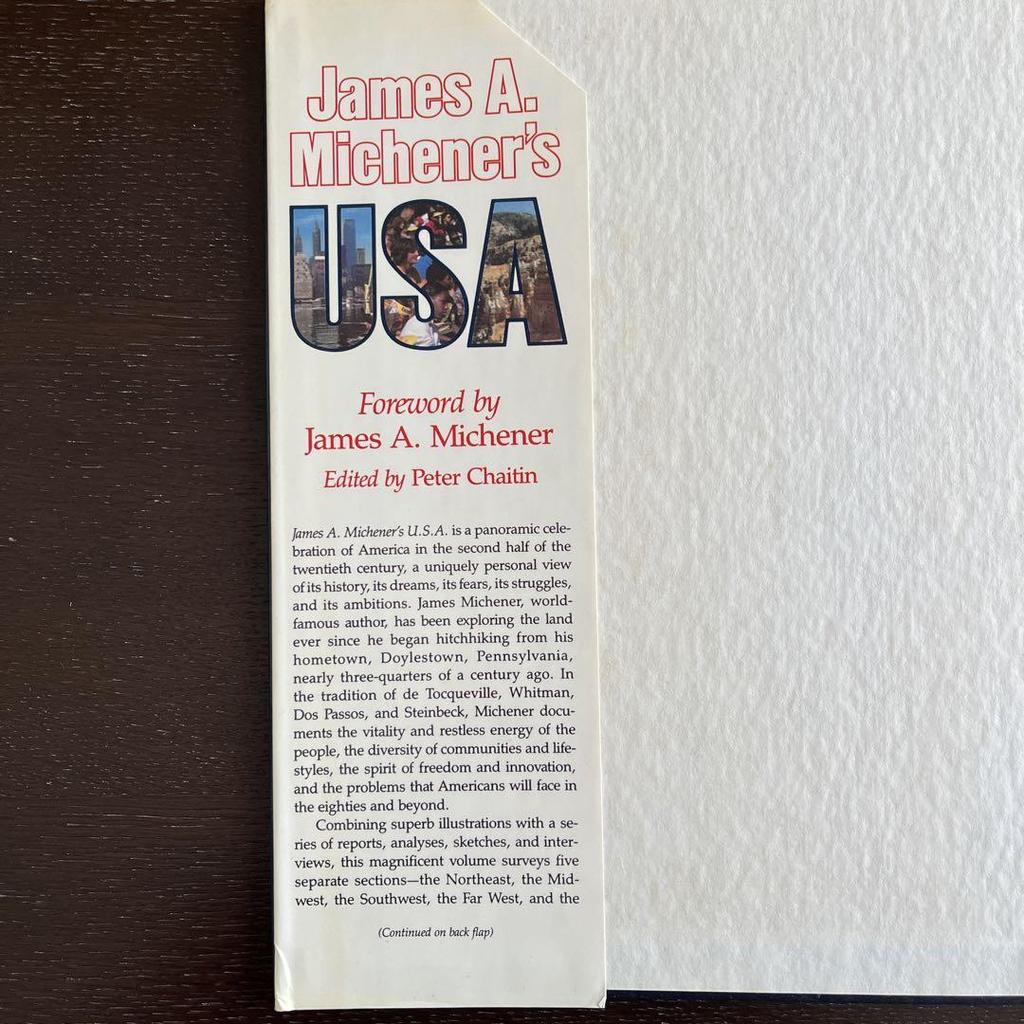 James A.
Michener's
USA
Foreword by
James A. Michener
Edited by Peter Chaitin
James A. Michener's U.S.A. is a panoramic cele-
bration of America in the second half of the
twentieth century, a uniquely personal view
of its history, its dreams, its fears, its struggles,
and its ambitions. James Michener, world-
famous author, has been exploring the land
ever since he began hitchhiking from his
hometown, Doylestown, Pennsylvania,
nearly three-quarters of a century ago. In
the tradition of de Tocqueville, Whitman,
Dos Passos, and Steinbeck, Michener docu-
ments the vitality and restless energy of the
people, the diversity of communities and life-
styles, the spirit of freedom and innovation,
and the problems that Americans will face in
the eighties and beyond.
Combining superb illustrations with a se-
ries of reports, analyses, sketches, and inter-
views, this magnificent volume surveys five
separate sections—the Northeast, the Mid-
west, the Southwest, the Far West, and the
(Continued on back flap)